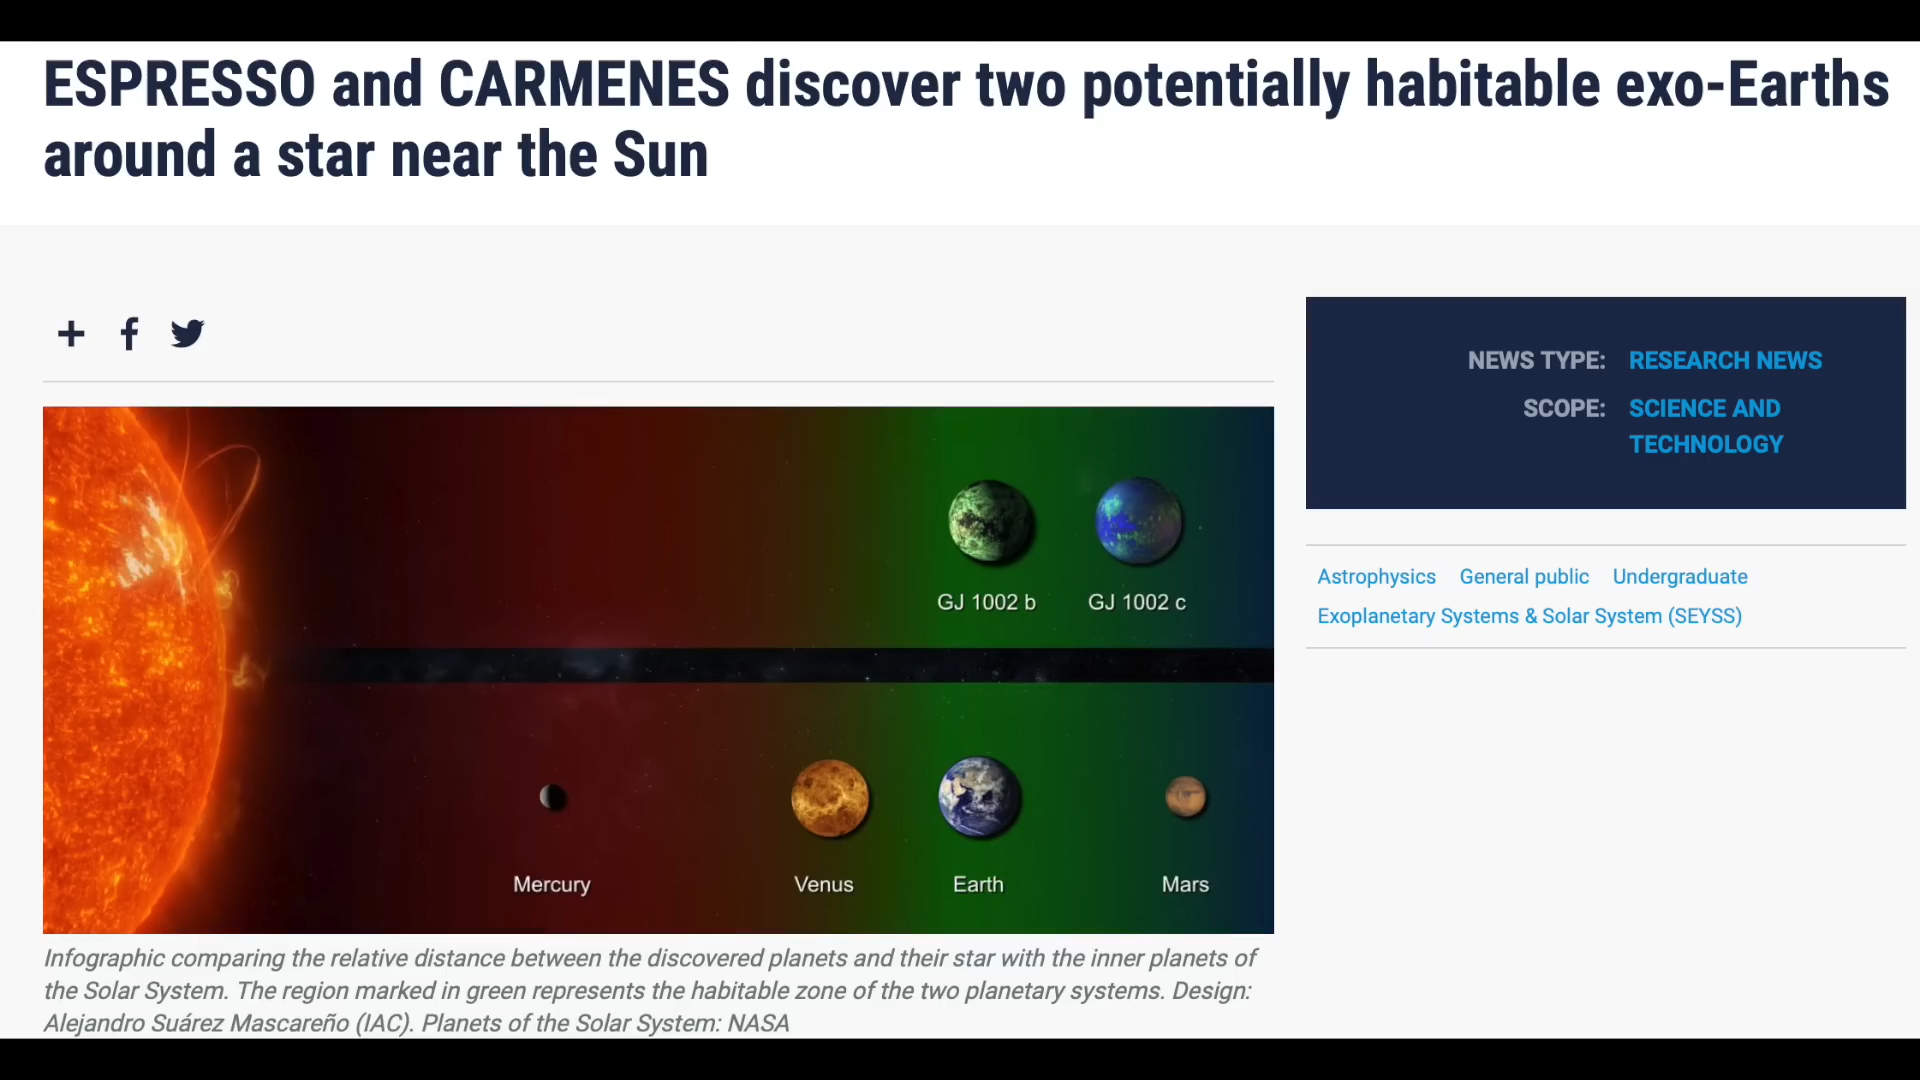 ESPRESSO and CARMENES discover two potentially habitable exo-Earths
around a star near the Sun
NEWS TYPE: RESEARCH NEWS
SCOPE: SCIENCE AND
TECHNOLOGY
GJ 1002 b GJ 1002 c
Astrophysics General public Undergraduate
Exoplanetary Systems & Solar System (SEYSS)
Mercury Venus Earth Mars
Infographic comparing the relative distance between the discovered planets and their star with the inner planets of
the Solar System. The region marked in green represents the habitable zone of the two planetary systems. Design:
Alejandro Suárez Mascareño (IAC). Planets of the Solar System: NASA